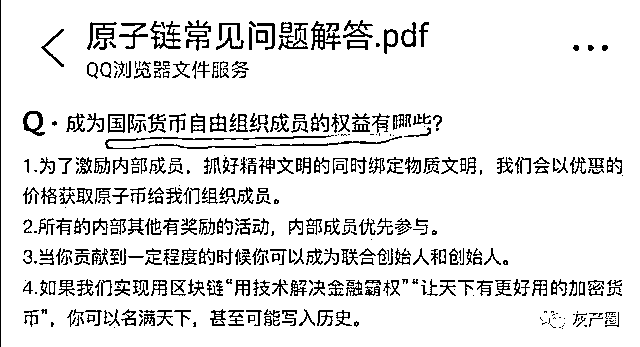 原子链常见问题解答.pdf
QQ浏览器文件服务
Q·成为国际货币自由组织成员的权益有哪些?
1.为了激励内部成员，抓好精神文明的同时绑定物质文明，我们会以优惠的
价格获取原子币给我们组织成员。
2.所有的内部其他有奖励的活动，内部成员优先参与。
3.当你贡献到一定程度的时候你可以成为联合创始人和创始人。
4.如果我们实现用区块链“用技术解决金融霸权”“让天下有更好用的加密货
币”，你可以名满天下，甚至可能写入历史。
灰产圈